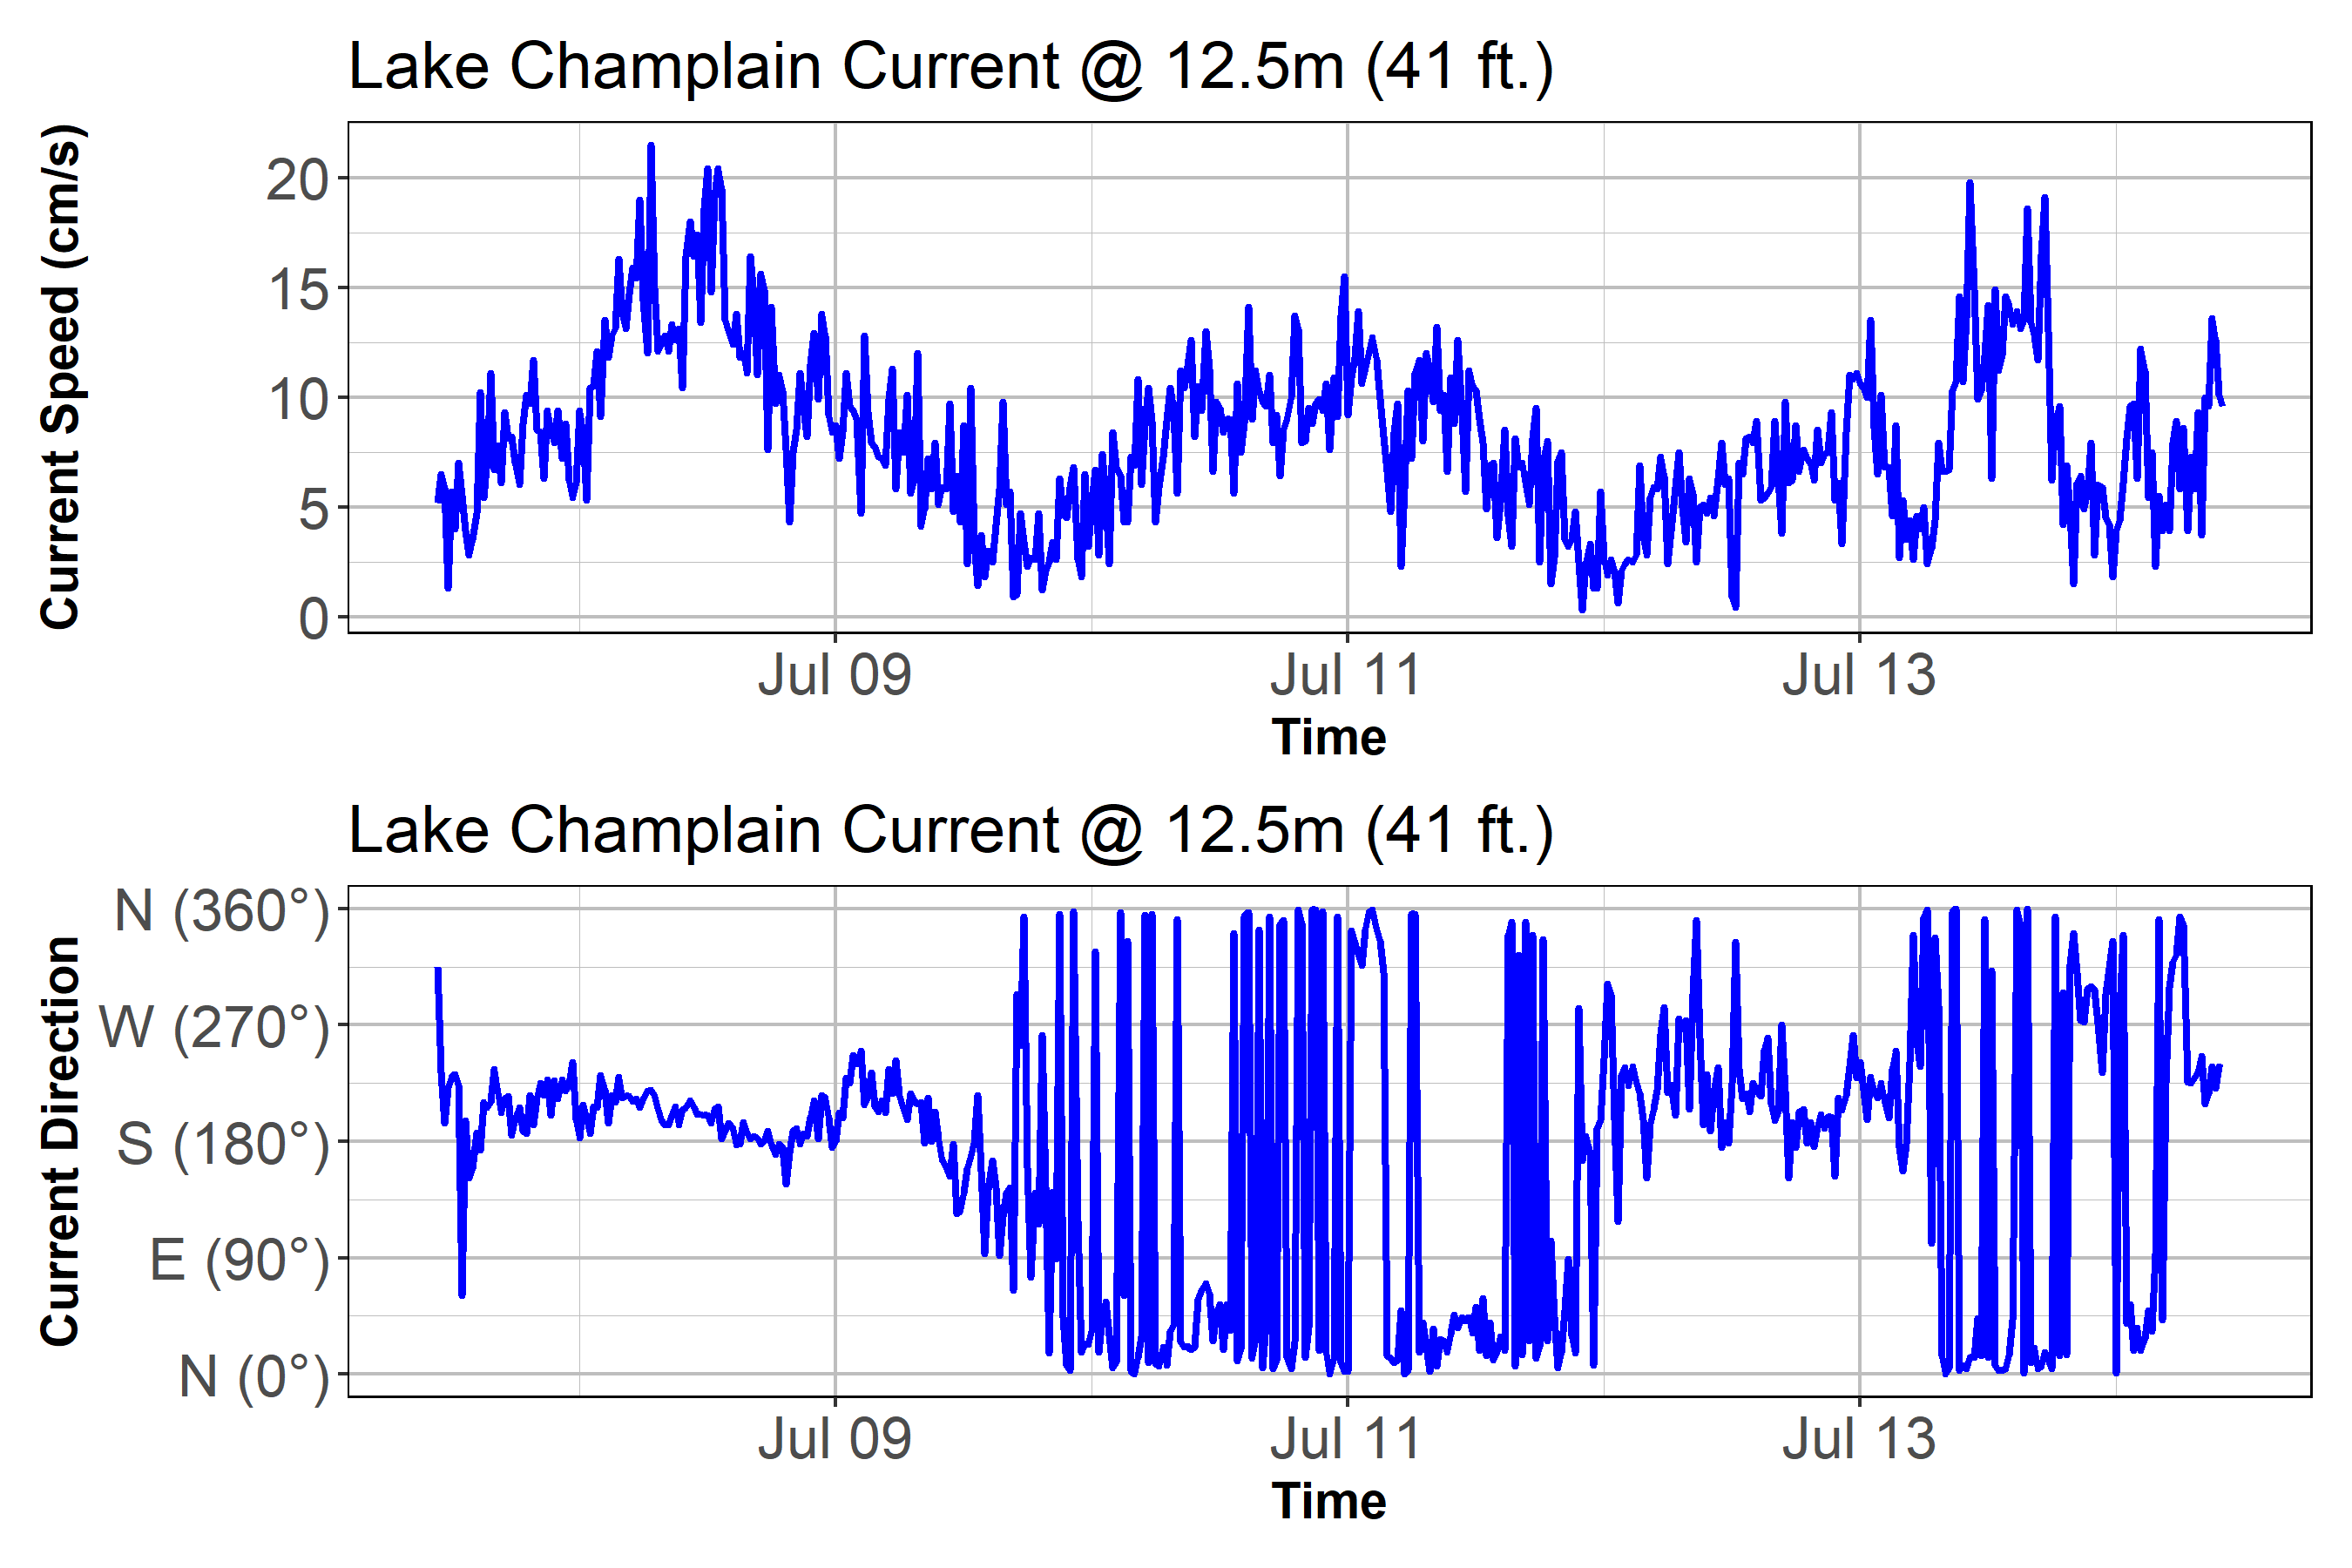 Lake Champlain Current @ 12.5m (41 ft.)
Current Speed (cm/s)
20
15
10
5
0
Jul 09 Jul 11 Jul 13
Time
Lake Champlain Current @ 12.5m (41 ft.)
Current Direction
N (360°)
W (270°)
S (180°)
E (90°)
N (0°)
Jul 09 Jul 11 Jul 13
Time